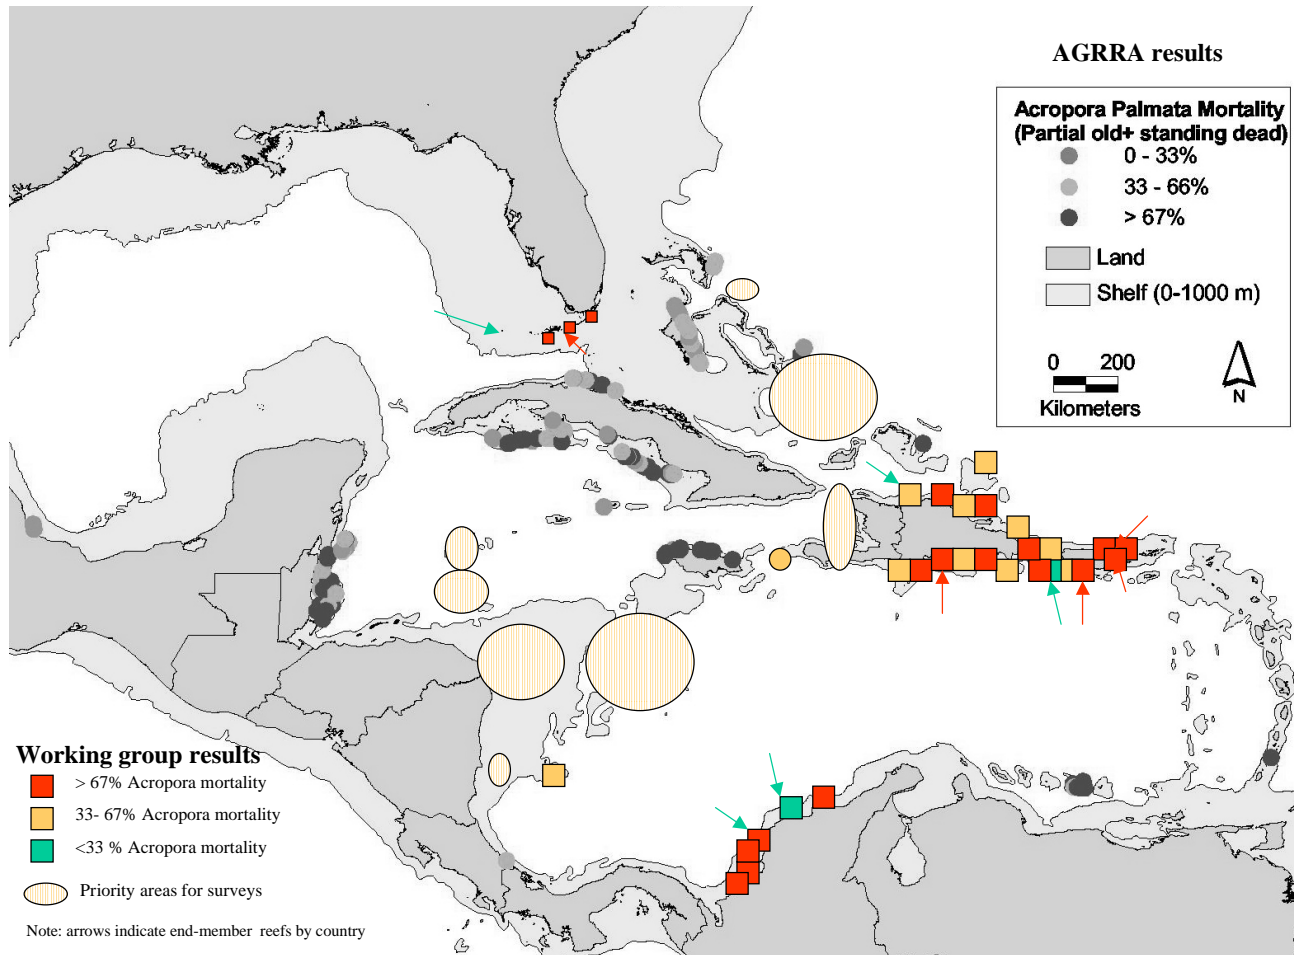 AGRRA results
Acropora Palmata Mortality
(Partial old+ standing dead)
0 - 33%
33 - 66%
> 67%
Land
Shelf (0-1000 m)
0 200
Kilometers
N
Working group results
> 67% Acropora mortality
33- 67% Acropora mortality
<33 % Acropora mortality
Priority areas for surveys
Note: arrows indicate end-member reefs by country